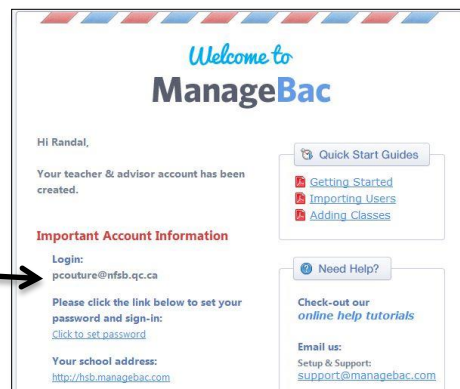 Welcome to
ManageBac
Hi Randal,
Your teacher & advisor account has been
created.
Important Account Information
Login:
pcouture@nfsb.qc.ca
Please click the link below to set your
password and sign-in:
Click to set password
Your school address:
http://hsb.managebac.com
Quick Start Guides
Getting Started
Importing Users
Adding Classes
Need Help?
Check-out our
online help tutorials
Email us:
Setup & Support:
support@managebac.com